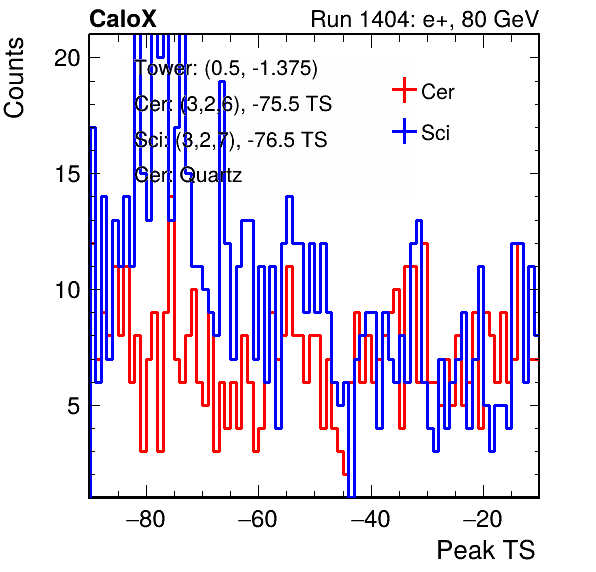 CaloX Run 1404: e+, 80 GeV
Counts
Tower: (0.5, -1.375)
Cer: (3,2,6), -75.5 TS
Sci: (3,2,7), -76.5 TS
Cer: Quartz
Cer
Sci
20
15
10
5
−80 −60 −40 −20
Peak TS